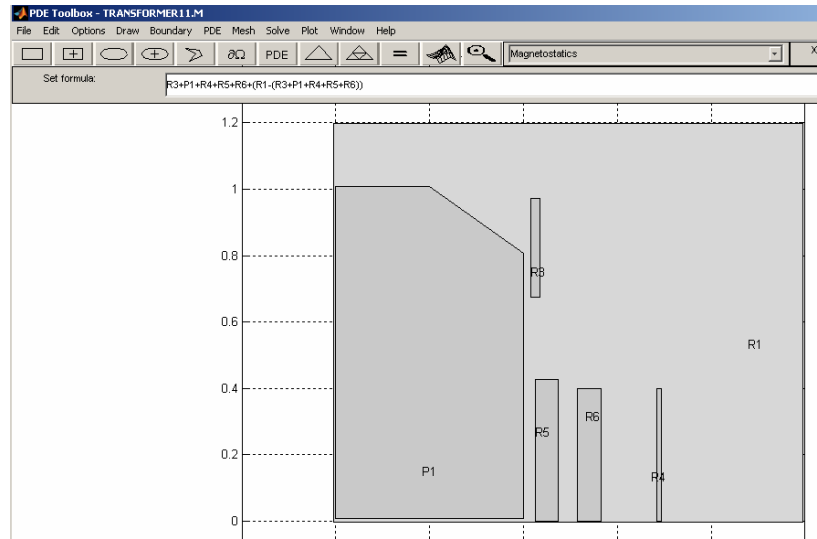 PDE Toolbox - TRANSFORMER11.M
File Edit Options Draw Boundary PDE Mesh Solve Plot Window Help
∂Ω PDE = Magnetostatics X
Set formula: R3+P1+R4+R5+R6+(R1-(R3+P1+R4+R5+R6))
1.2
1
0.8
R3
0.6
R1
0.4
R6
R5
0.2
P1
R4
0